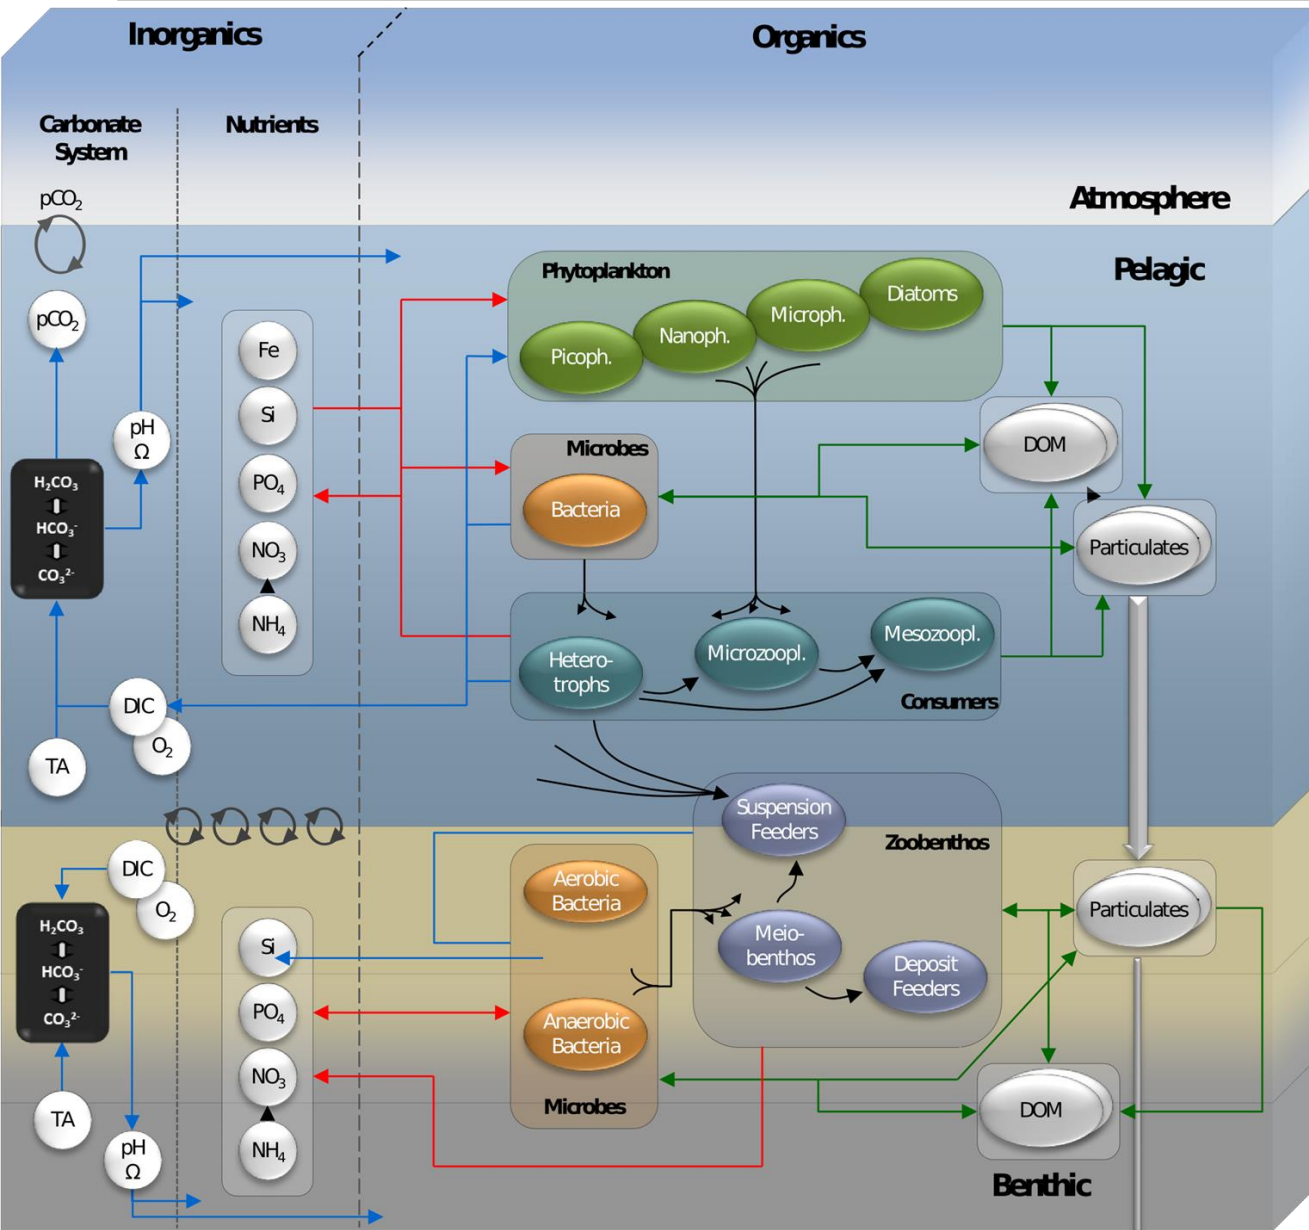 Inorganics
Organics
Carbonate
System
Nutrients
pCO₂
Atmosphere
Pelagic
pCO₂
pH
Ω
H₂CO₃
HCO₃⁻
CO₃²⁻
Fe
Si
PO₄
NO₃
NH₄
DIC
O₂
TA
Phytoplankton
Picoph.
Nanoph.
Microph.
Diatoms
Microbes
Bacteria
DOM
Particulates
Hetero-
trophs
Microzoopl.
Mesozoopl.
Consumers
Suspension
Feeders
Zoobenthos
Meio-
benthos
Deposit
Feeders
Aerobic
Bacteria
Anaerobic
Bacteria
Microbes
Particulates
DOM
Benthic
DIC
O₂
H₂CO₃
HCO₃⁻
CO₃²⁻
TA
pH
Ω
Si
PO₄
NO₃
NH₄